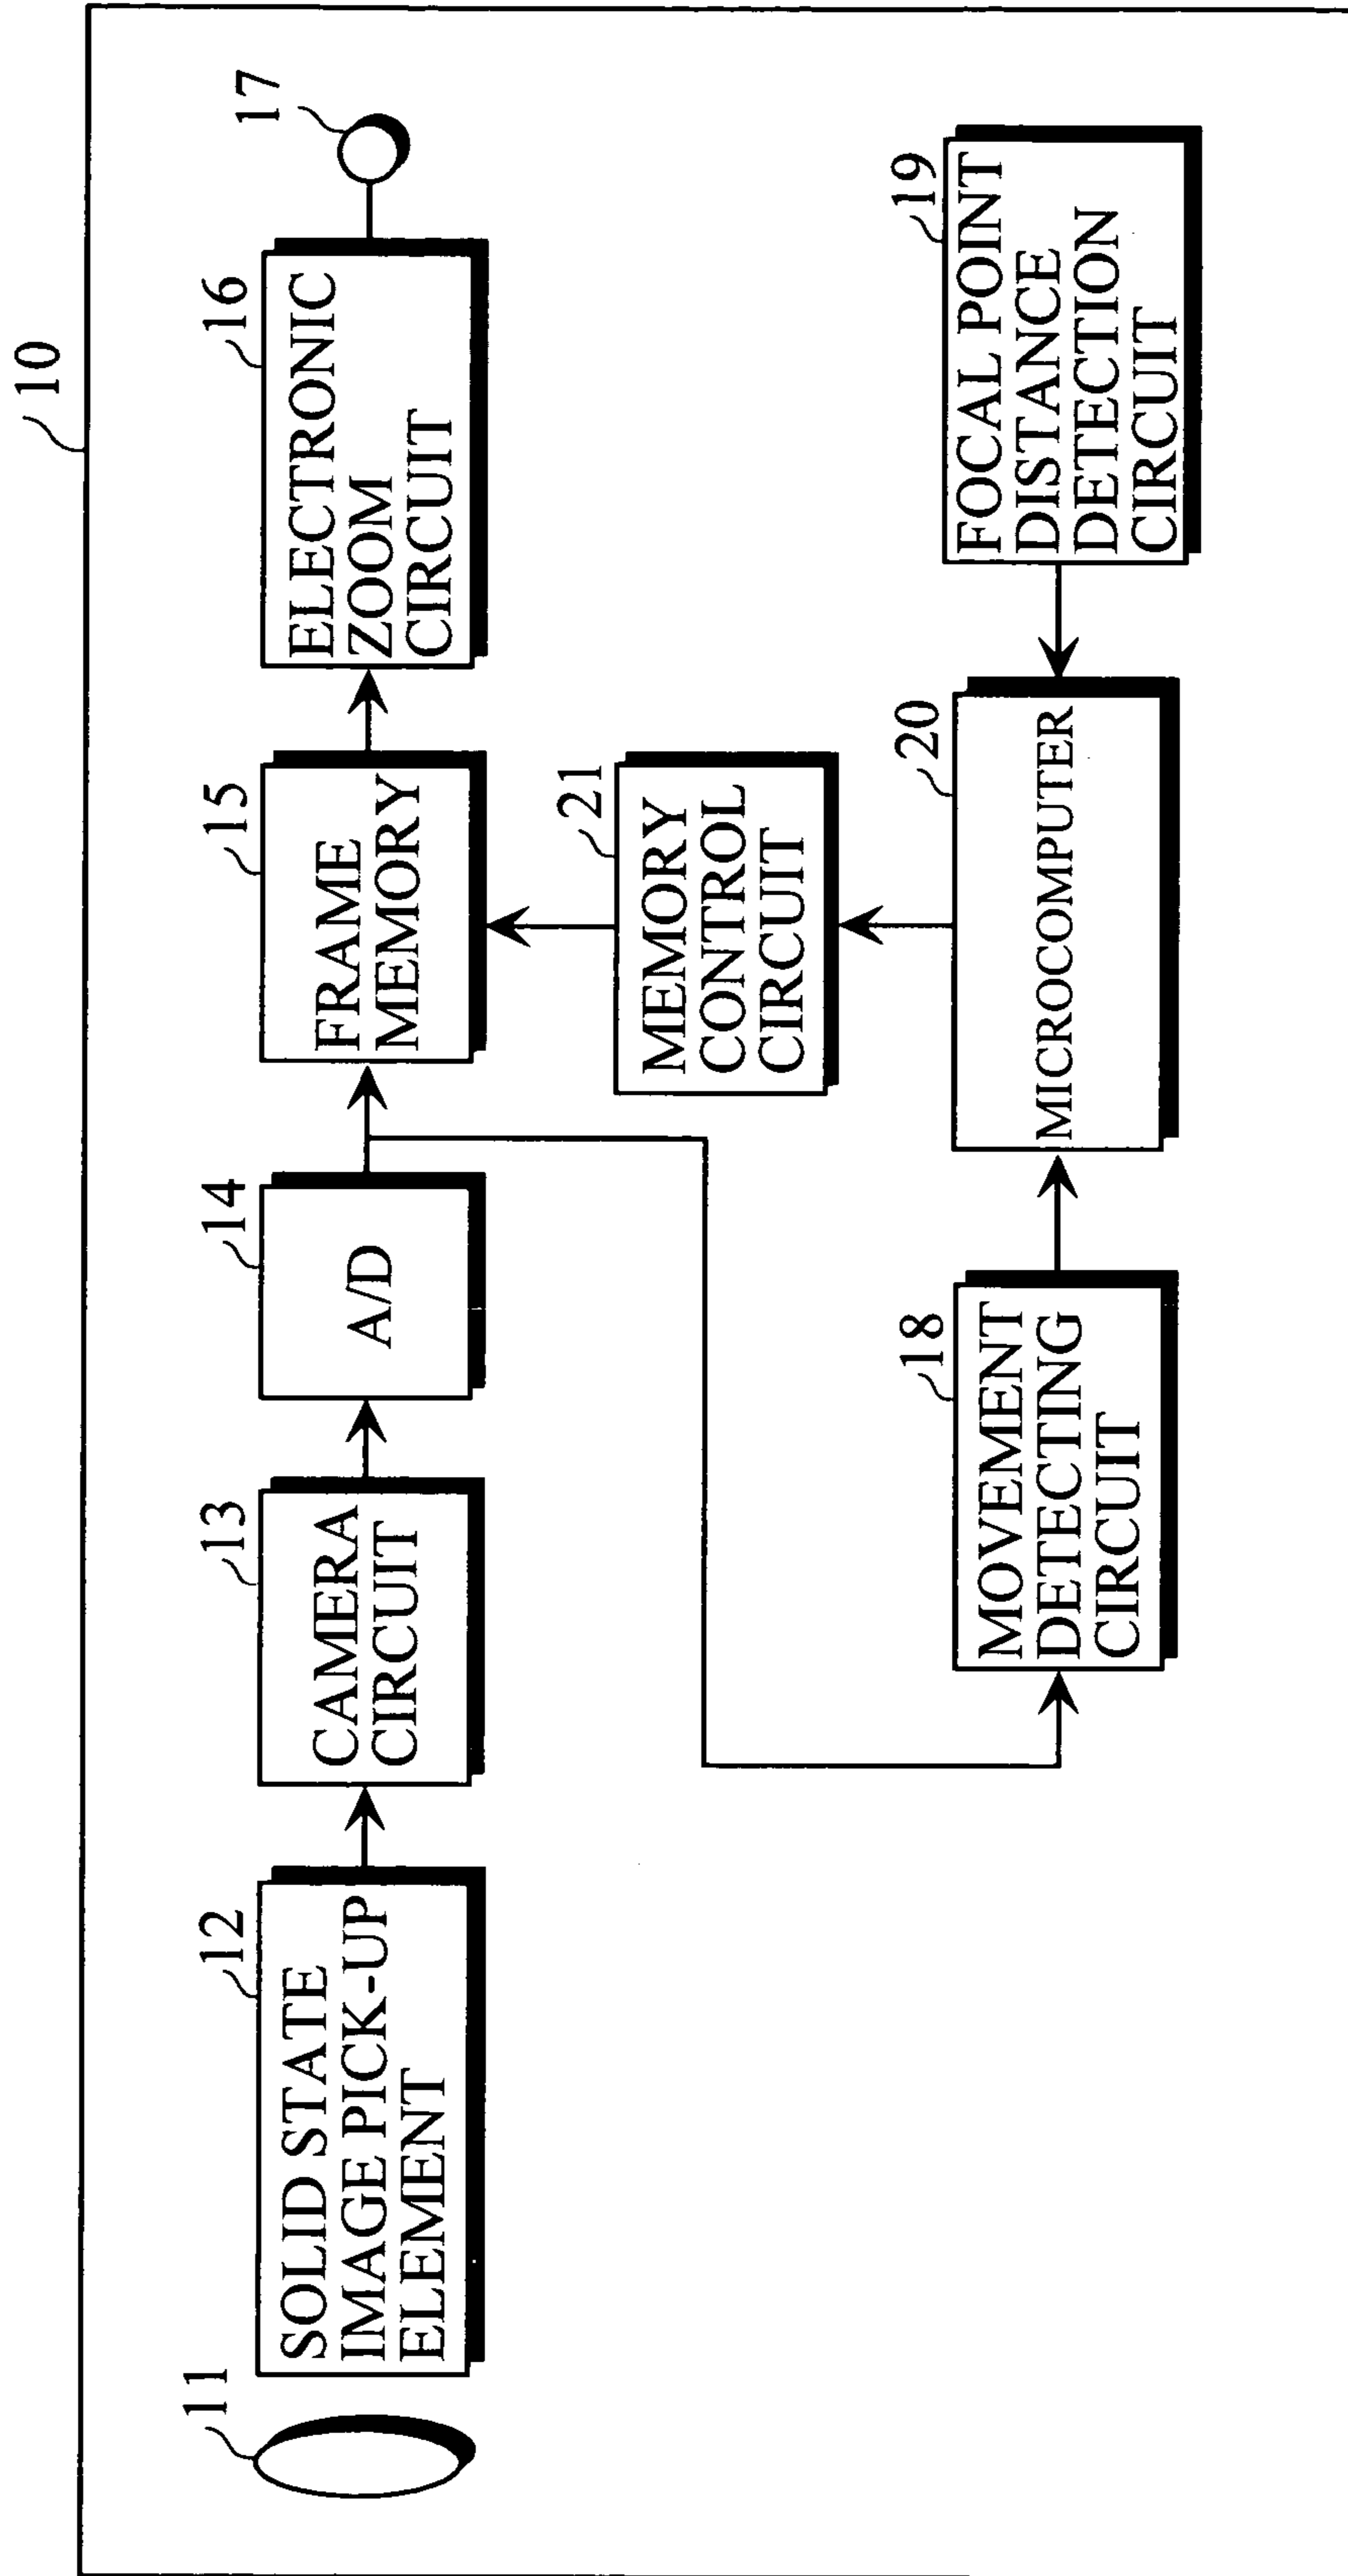 10
11
12
SOLID STATE
IMAGE PICK-UP
ELEMENT
13
CAMERA
CIRCUIT
14
A/D
15
FRAME
MEMORY
16
ELECTRONIC
ZOOM
CIRCUIT
17
21
MEMORY
CONTROL
CIRCUIT
18
MOVEMENT
DETECTING
CIRCUIT
20
MICROCOMPUTER
19
FOCAL POINT
DISTANCE
DETECTION
CIRCUIT